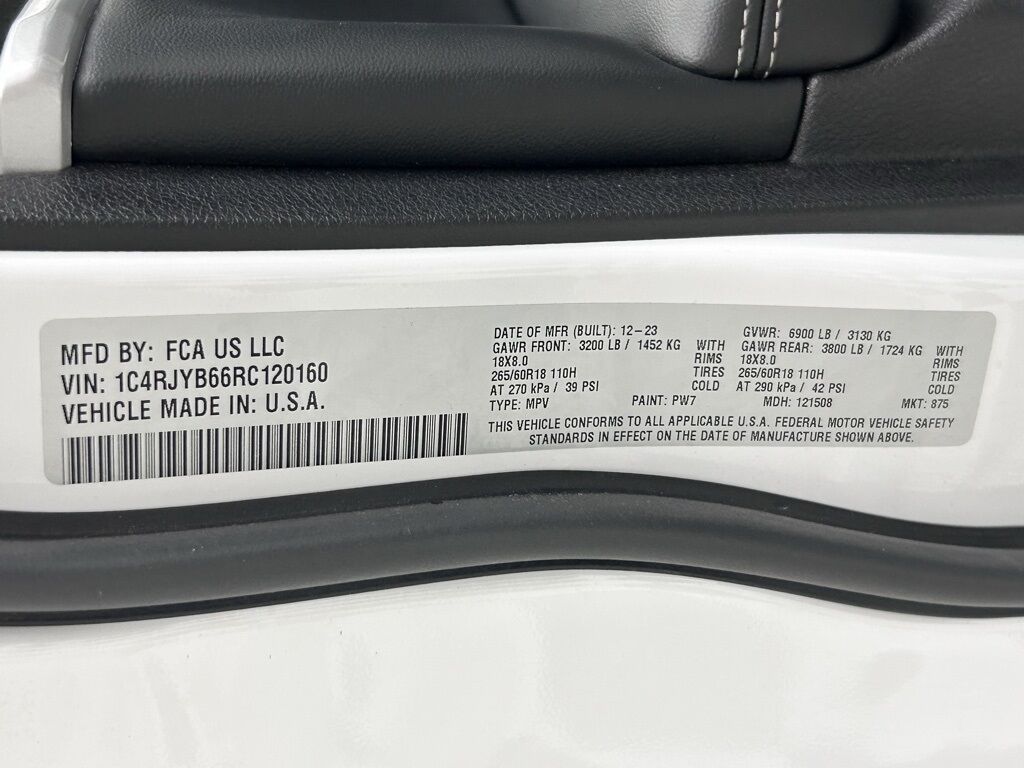 MFD BY: FCA US LLC
VIN: 1C4RJYB66RC120160
VEHICLE MADE IN: U.S.A.
DATE OF MFR (BUILT): 12-23
GAWR FRONT: 3200 LB / 1452 KG WITH
18X8.0 RIMS
265/60R18 110H TIRES
AT 270 kPa / 39 PSI COLD
TYPE: MPV PAINT: PW7
GVWR: 6900 LB / 3130 KG
GAWR REAR: 3800 LB / 1724 KG WITH
18X8.0 RIMS
265/60R18 110H TIRES
AT 290 kPa / 42 PSI COLD
MDH: 121508 MKT: 875
THIS VEHICLE CONFORMS TO ALL APPLICABLE U.S.A. FEDERAL MOTOR VEHICLE SAFETY
STANDARDS IN EFFECT ON THE DATE OF MANUFACTURE SHOWN ABOVE.